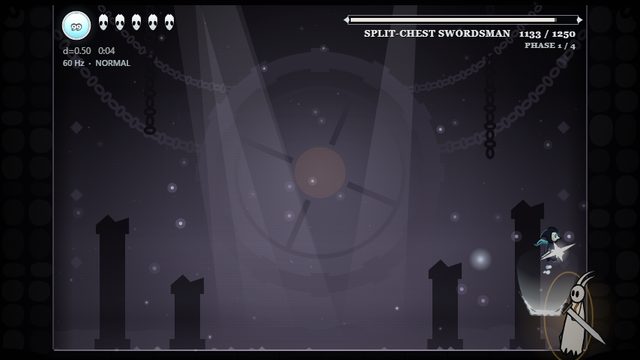 SPLIT-CHEST SWORDSMAN 1133 / 1250
PHASE 1 / 4
d=0.50 0:04
60 Hz · NORMAL